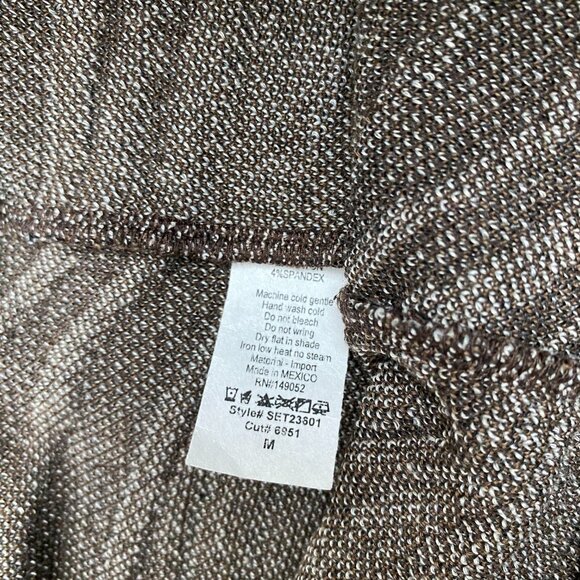 4%SPANDEX
Machine cold gentle
Hand wash cold
Do not bleach
Do not wring
Dry flat in shade
Iron low heat no steam
Material - Import
Made in MEXICO
RN#149052
Style# SET23601
Cut# 6951
M